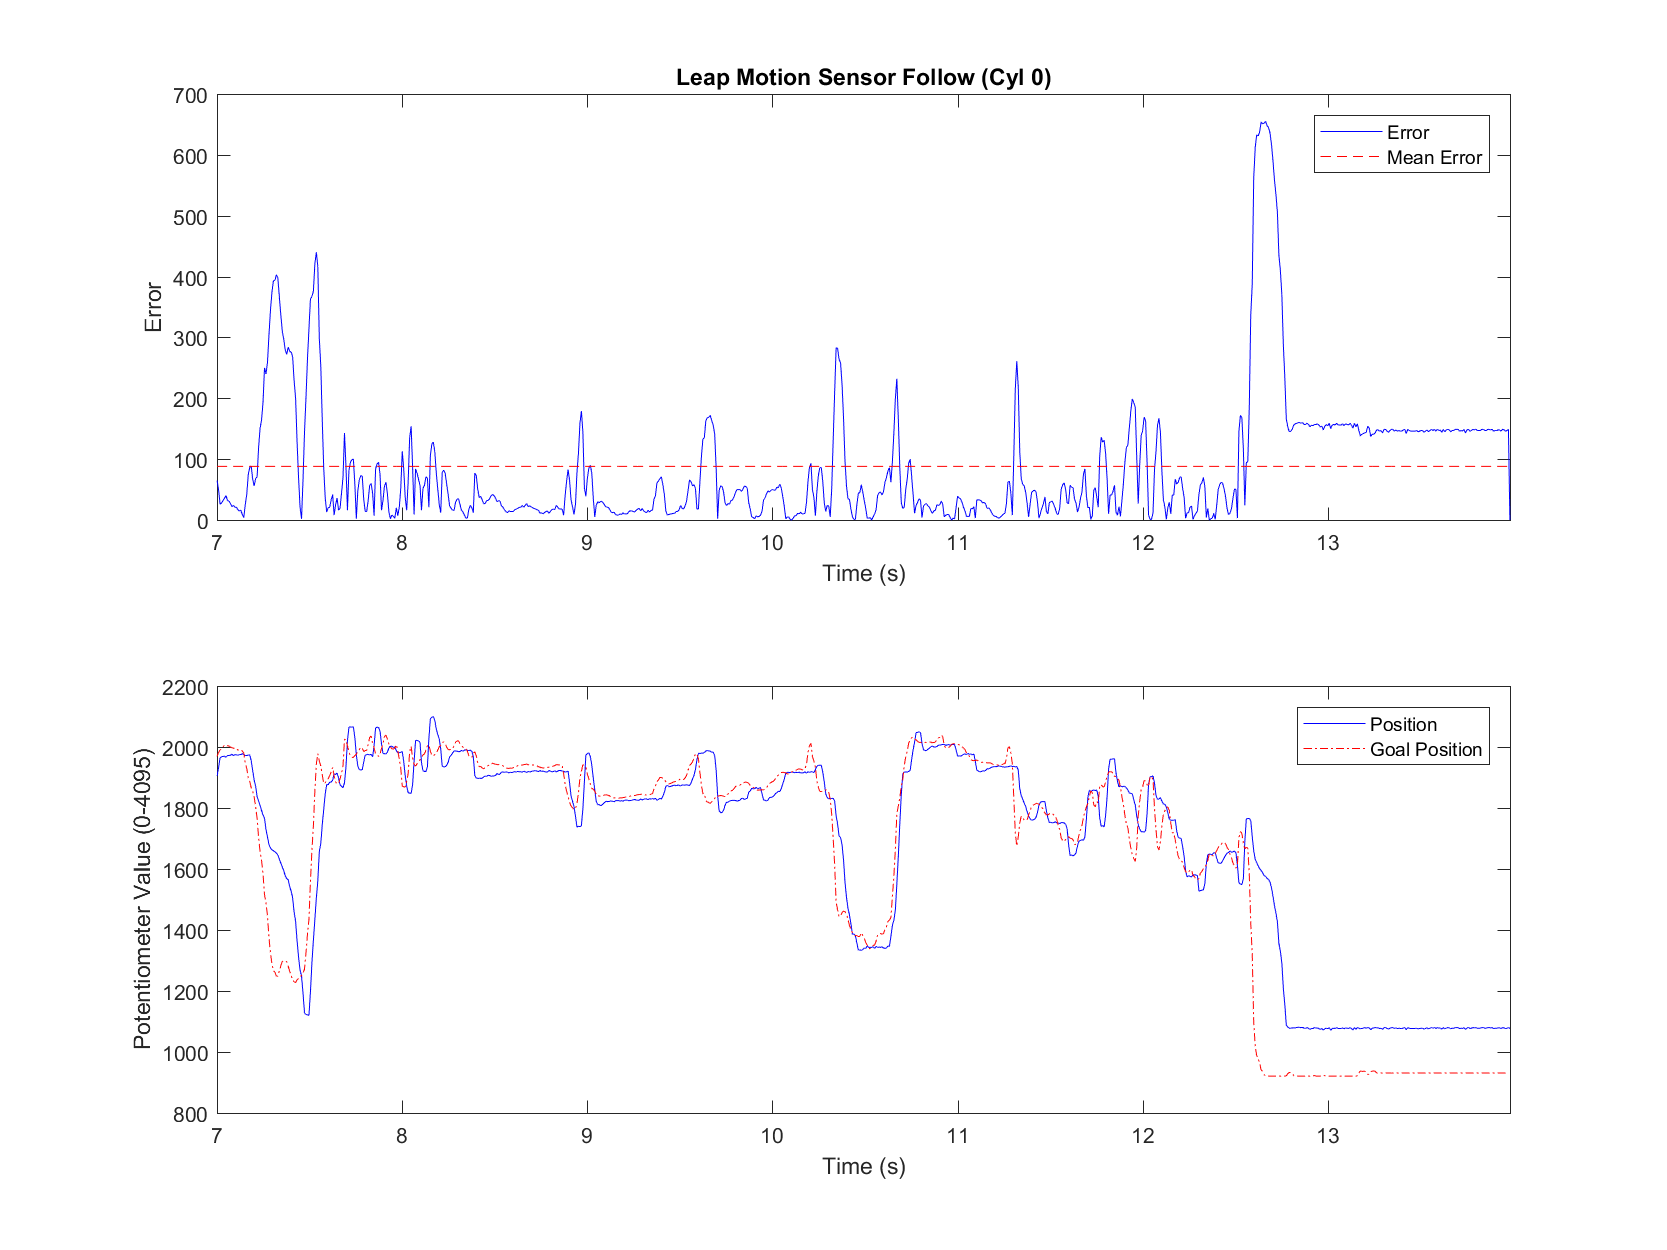 Leap Motion Sensor Follow (Cyl 0)
700
600
500
400
300
200
100
0
Error
Error
Mean Error
7 8 9 10 11 12 13
Time (s)
2200
2000
1800
1600
1400
1200
1000
800
Potentiometer Value (0-4095)
Position
Goal Position
7 8 9 10 11 12 13
Time (s)